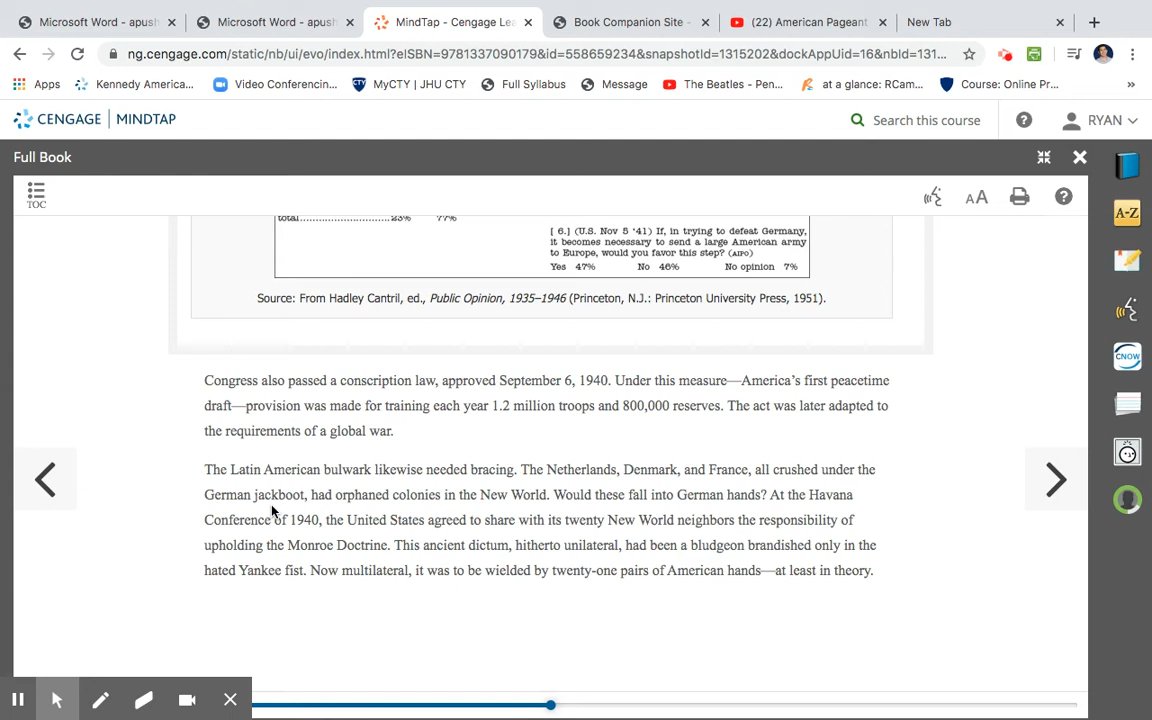 Microsoft Word - apush
Microsoft Word - apush
MindTap - Cengage Lea
Book Companion Site -
(22) American Pageant
New Tab
ng.cengage.com/static/nb/ui/evo/index.html?eISBN=9781337090179&id=558659234&snapshotId=1315202&dockAppUid=16&nbId=131...
Apps
Kennedy America...
Video Conferencin...
MyCTY | JHU CTY
Full Syllabus
Message
The Beatles - Pen...
at a glance: RCam...
Course: Online Pr...
»
CENGAGE | MINDTAP
Search this course
RYAN
Full Book
A-Z
TOC
AA
total 23% 77%
[ 6.] (U.S. Nov 5 '41) If, in trying to defeat Germany,
it becomes necessary to send a large American army
to Europe, would you favor this step? (AIPO)
Yes 47% No 46% No opinion 7%
Source: From Hadley Cantril, ed., Public Opinion, 1935–1946 (Princeton, N.J.: Princeton University Press, 1951).
CNOW
Congress also passed a conscription law, approved September 6, 1940. Under this measure—America's first peacetime
draft—provision was made for training each year 1.2 million troops and 800,000 reserves. The act was later adapted to
the requirements of a global war.
The Latin American bulwark likewise needed bracing. The Netherlands, Denmark, and France, all crushed under the
German jackboot, had orphaned colonies in the New World. Would these fall into German hands? At the Havana
Conference of 1940, the United States agreed to share with its twenty New World neighbors the responsibility of
upholding the Monroe Doctrine. This ancient dictum, hitherto unilateral, had been a bludgeon brandished only in the
hated Yankee fist. Now multilateral, it was to be wielded by twenty-one pairs of American hands—at least in theory.